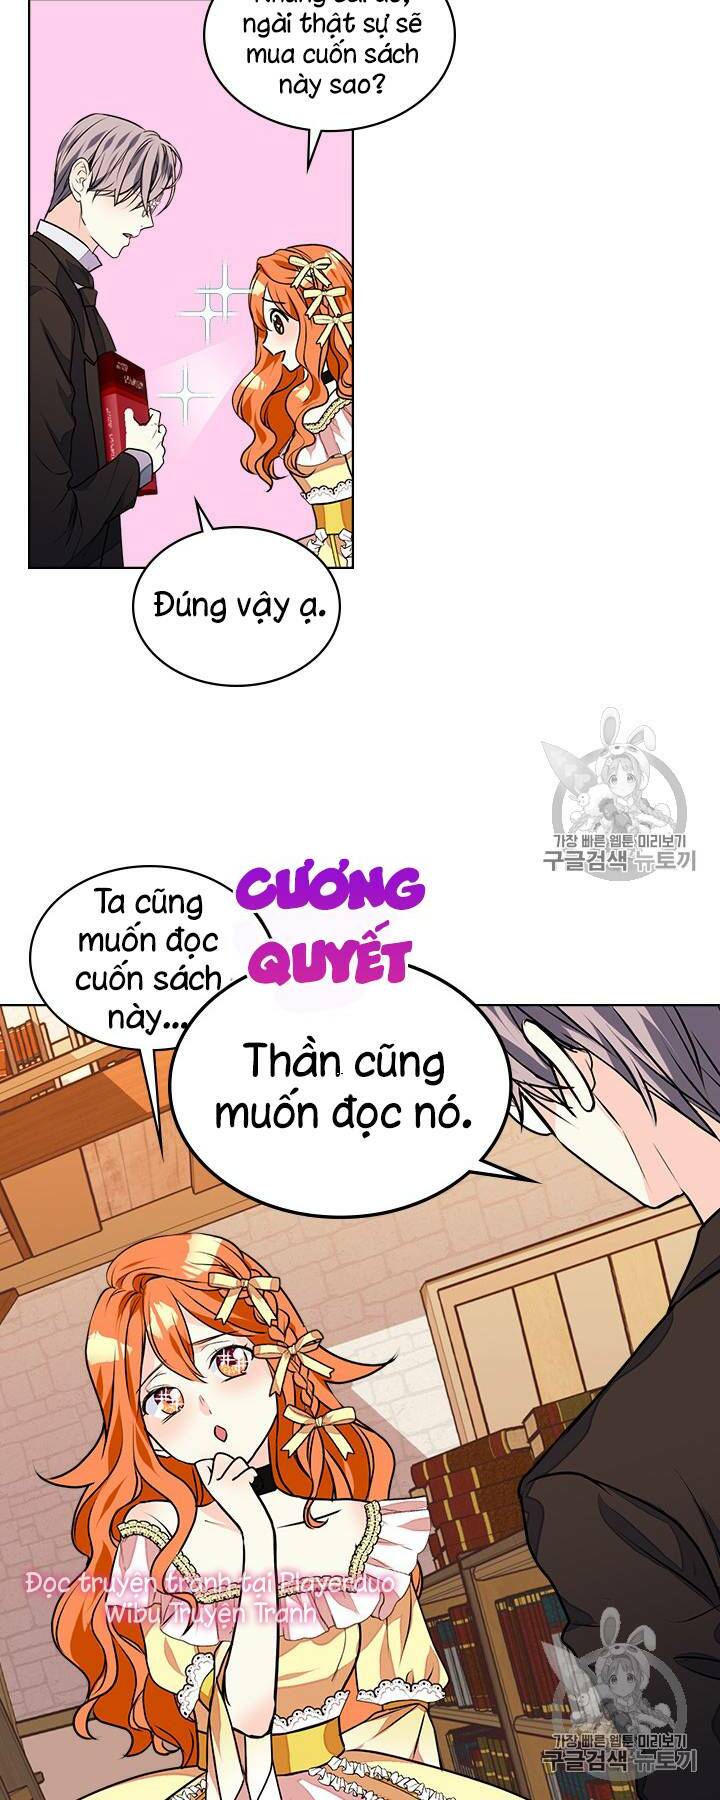 ngài thật sự sẽ
mua cuốn sách
này sao?
Đúng vậy ạ.
가장 빠른 웹툰 미리보기
구글검색 뉴토끼
Ta cũng
muốn đọc
cuốn sách
này...
CƯƠNG
QUYẾT
Thần cũng
muốn đọc nó.
Đọc truyện tranh tại Playerduo
Wibu Truyện Tranh
가장 빠른 웹툰 미리보기
구글검색 뉴토끼